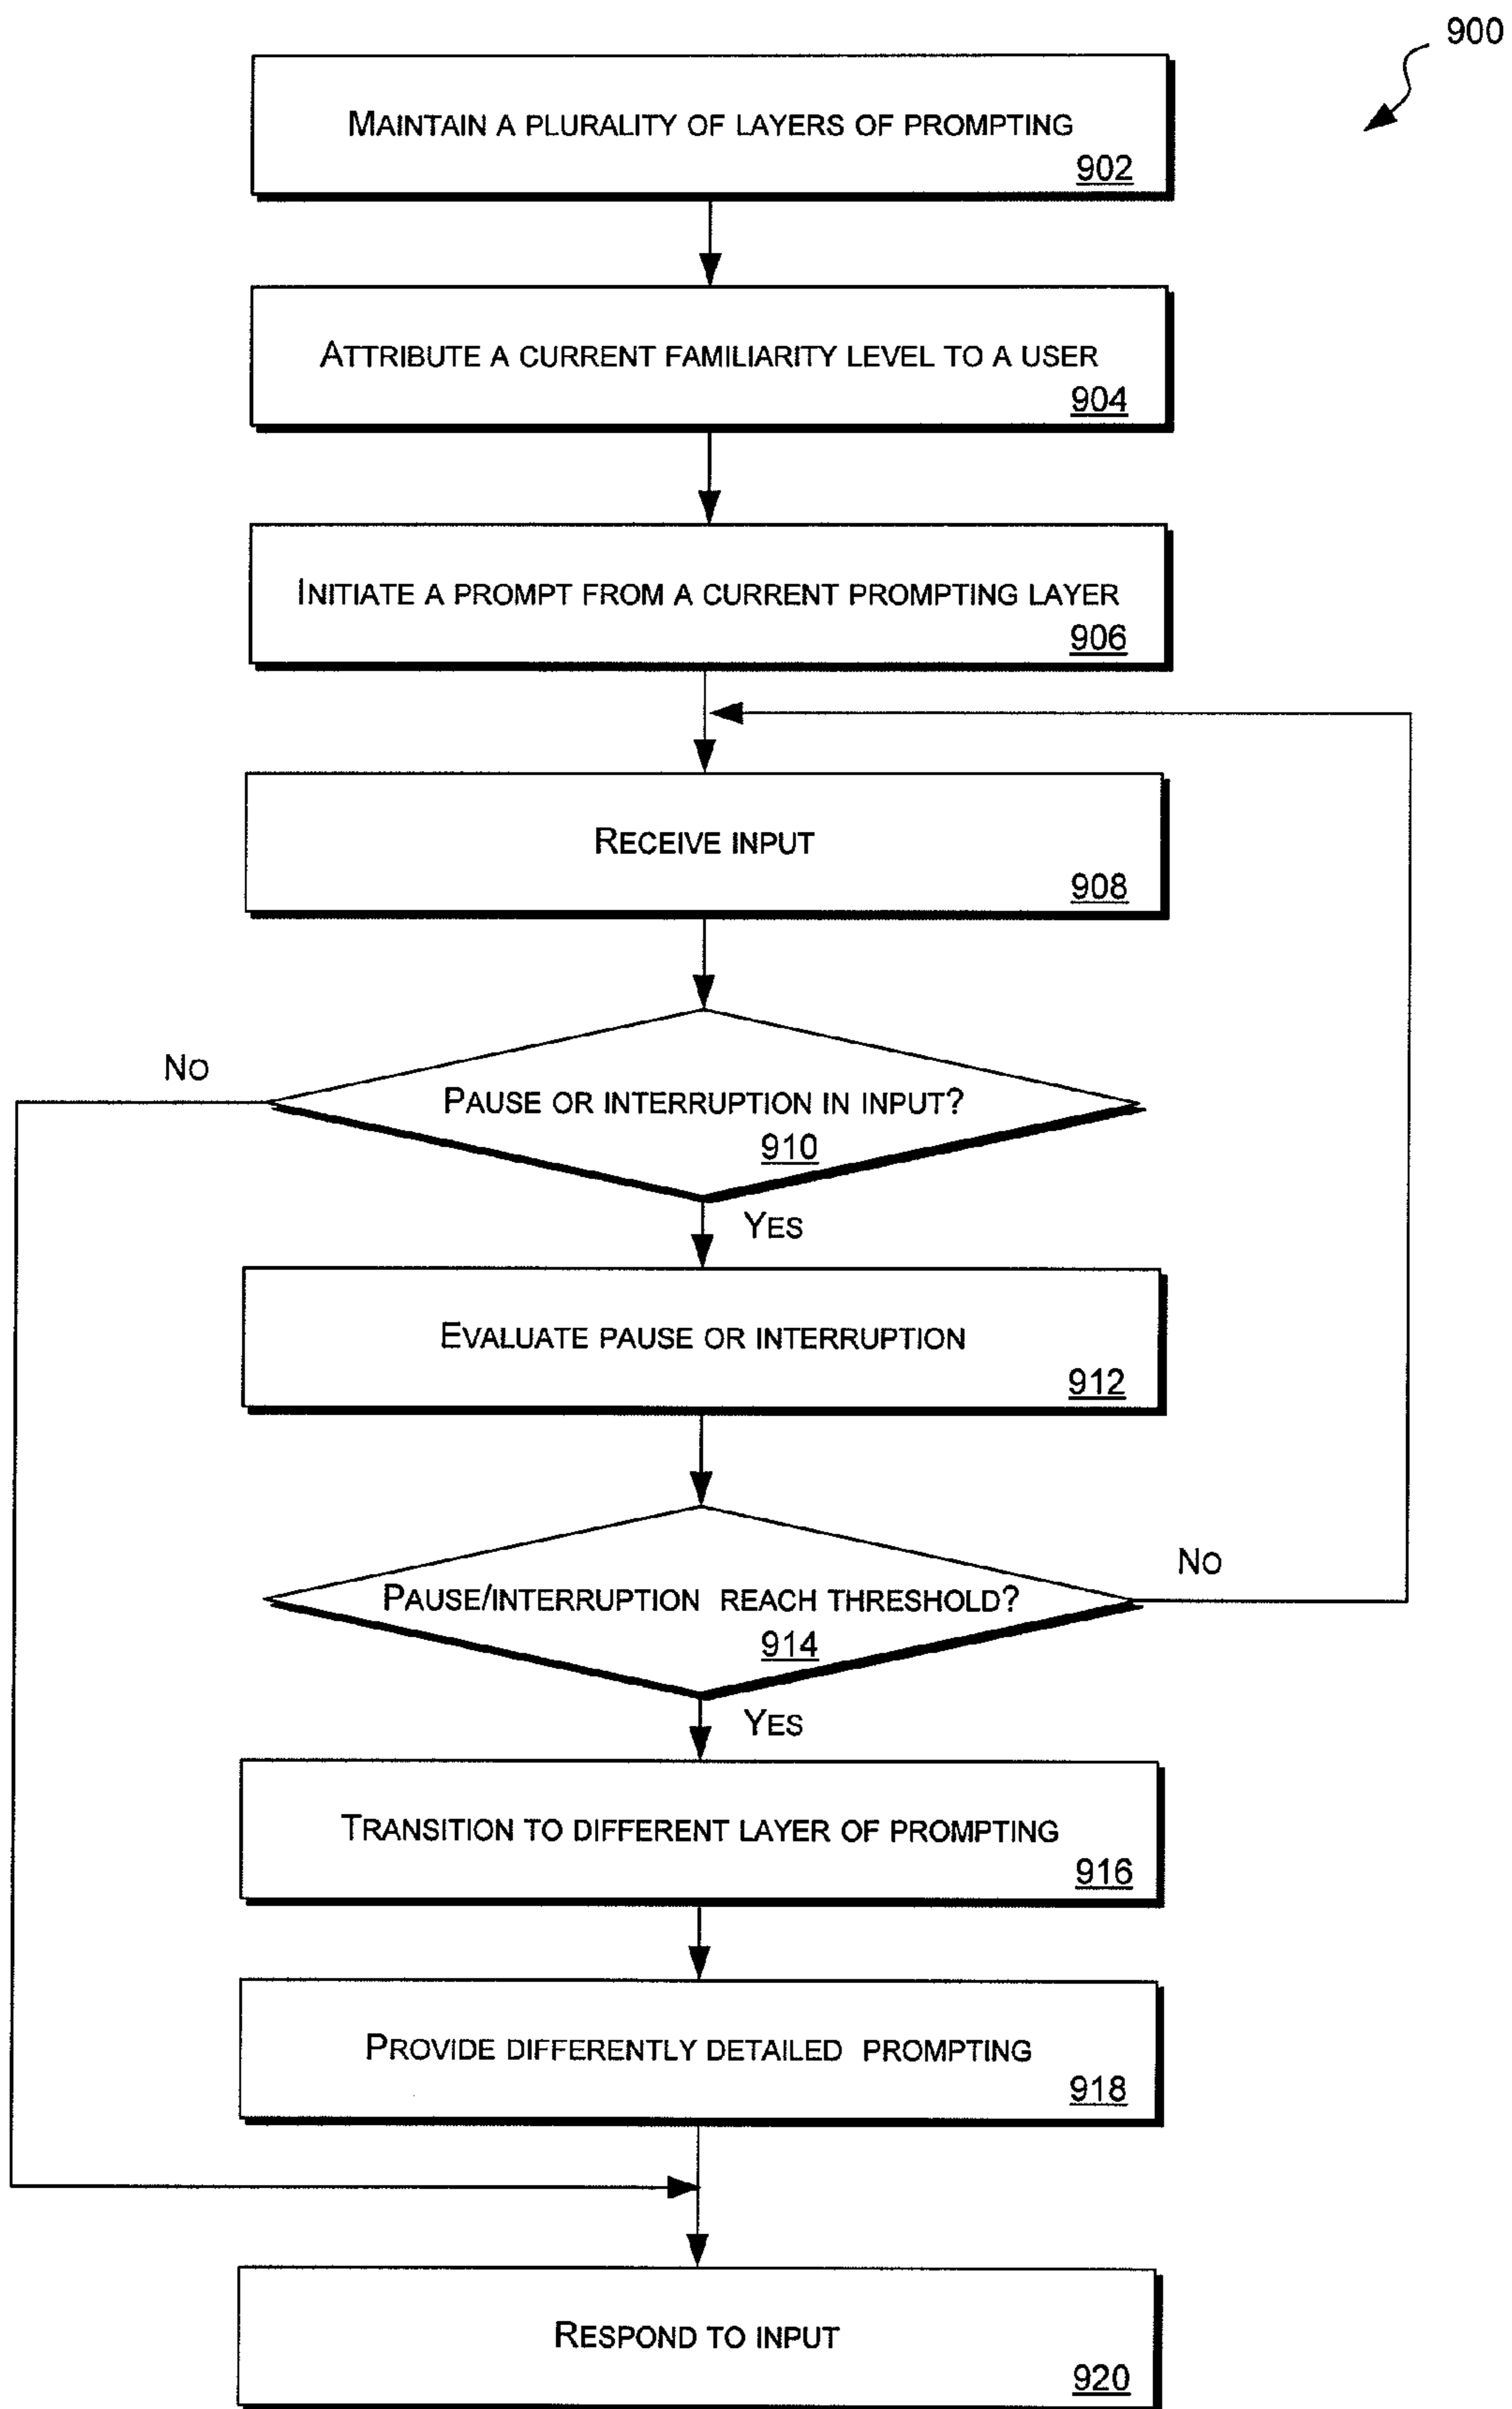 900
MAINTAIN A PLURALITY OF LAYERS OF PROMPTING
902
ATTRIBUTE A CURRENT FAMILIARITY LEVEL TO A USER
904
INITIATE A PROMPT FROM A CURRENT PROMPTING LAYER
906
RECEIVE INPUT
908
NO
PAUSE OR INTERRUPTION IN INPUT?
910
YES
EVALUATE PAUSE OR INTERRUPTION
912
NO
PAUSE/INTERRUPTION REACH THRESHOLD?
914
YES
TRANSITION TO DIFFERENT LAYER OF PROMPTING
916
PROVIDE DIFFERENTLY DETAILED PROMPTING
918
RESPOND TO INPUT
920